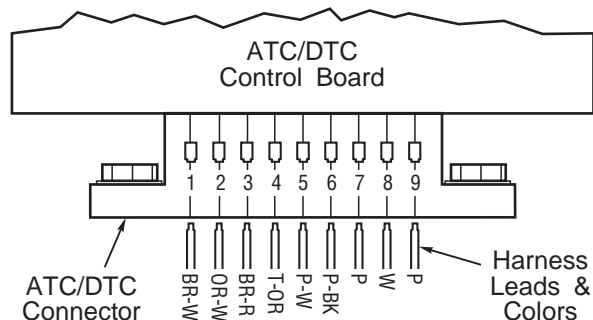 ATC/DTC
Control Board
1 2 3 4 5 6 7 8 9
BR-W
OR-W
BR-R
T-OR
P-W
P-BK
P
W
P
ATC/DTC
Connector
Harness
Leads &
Colors